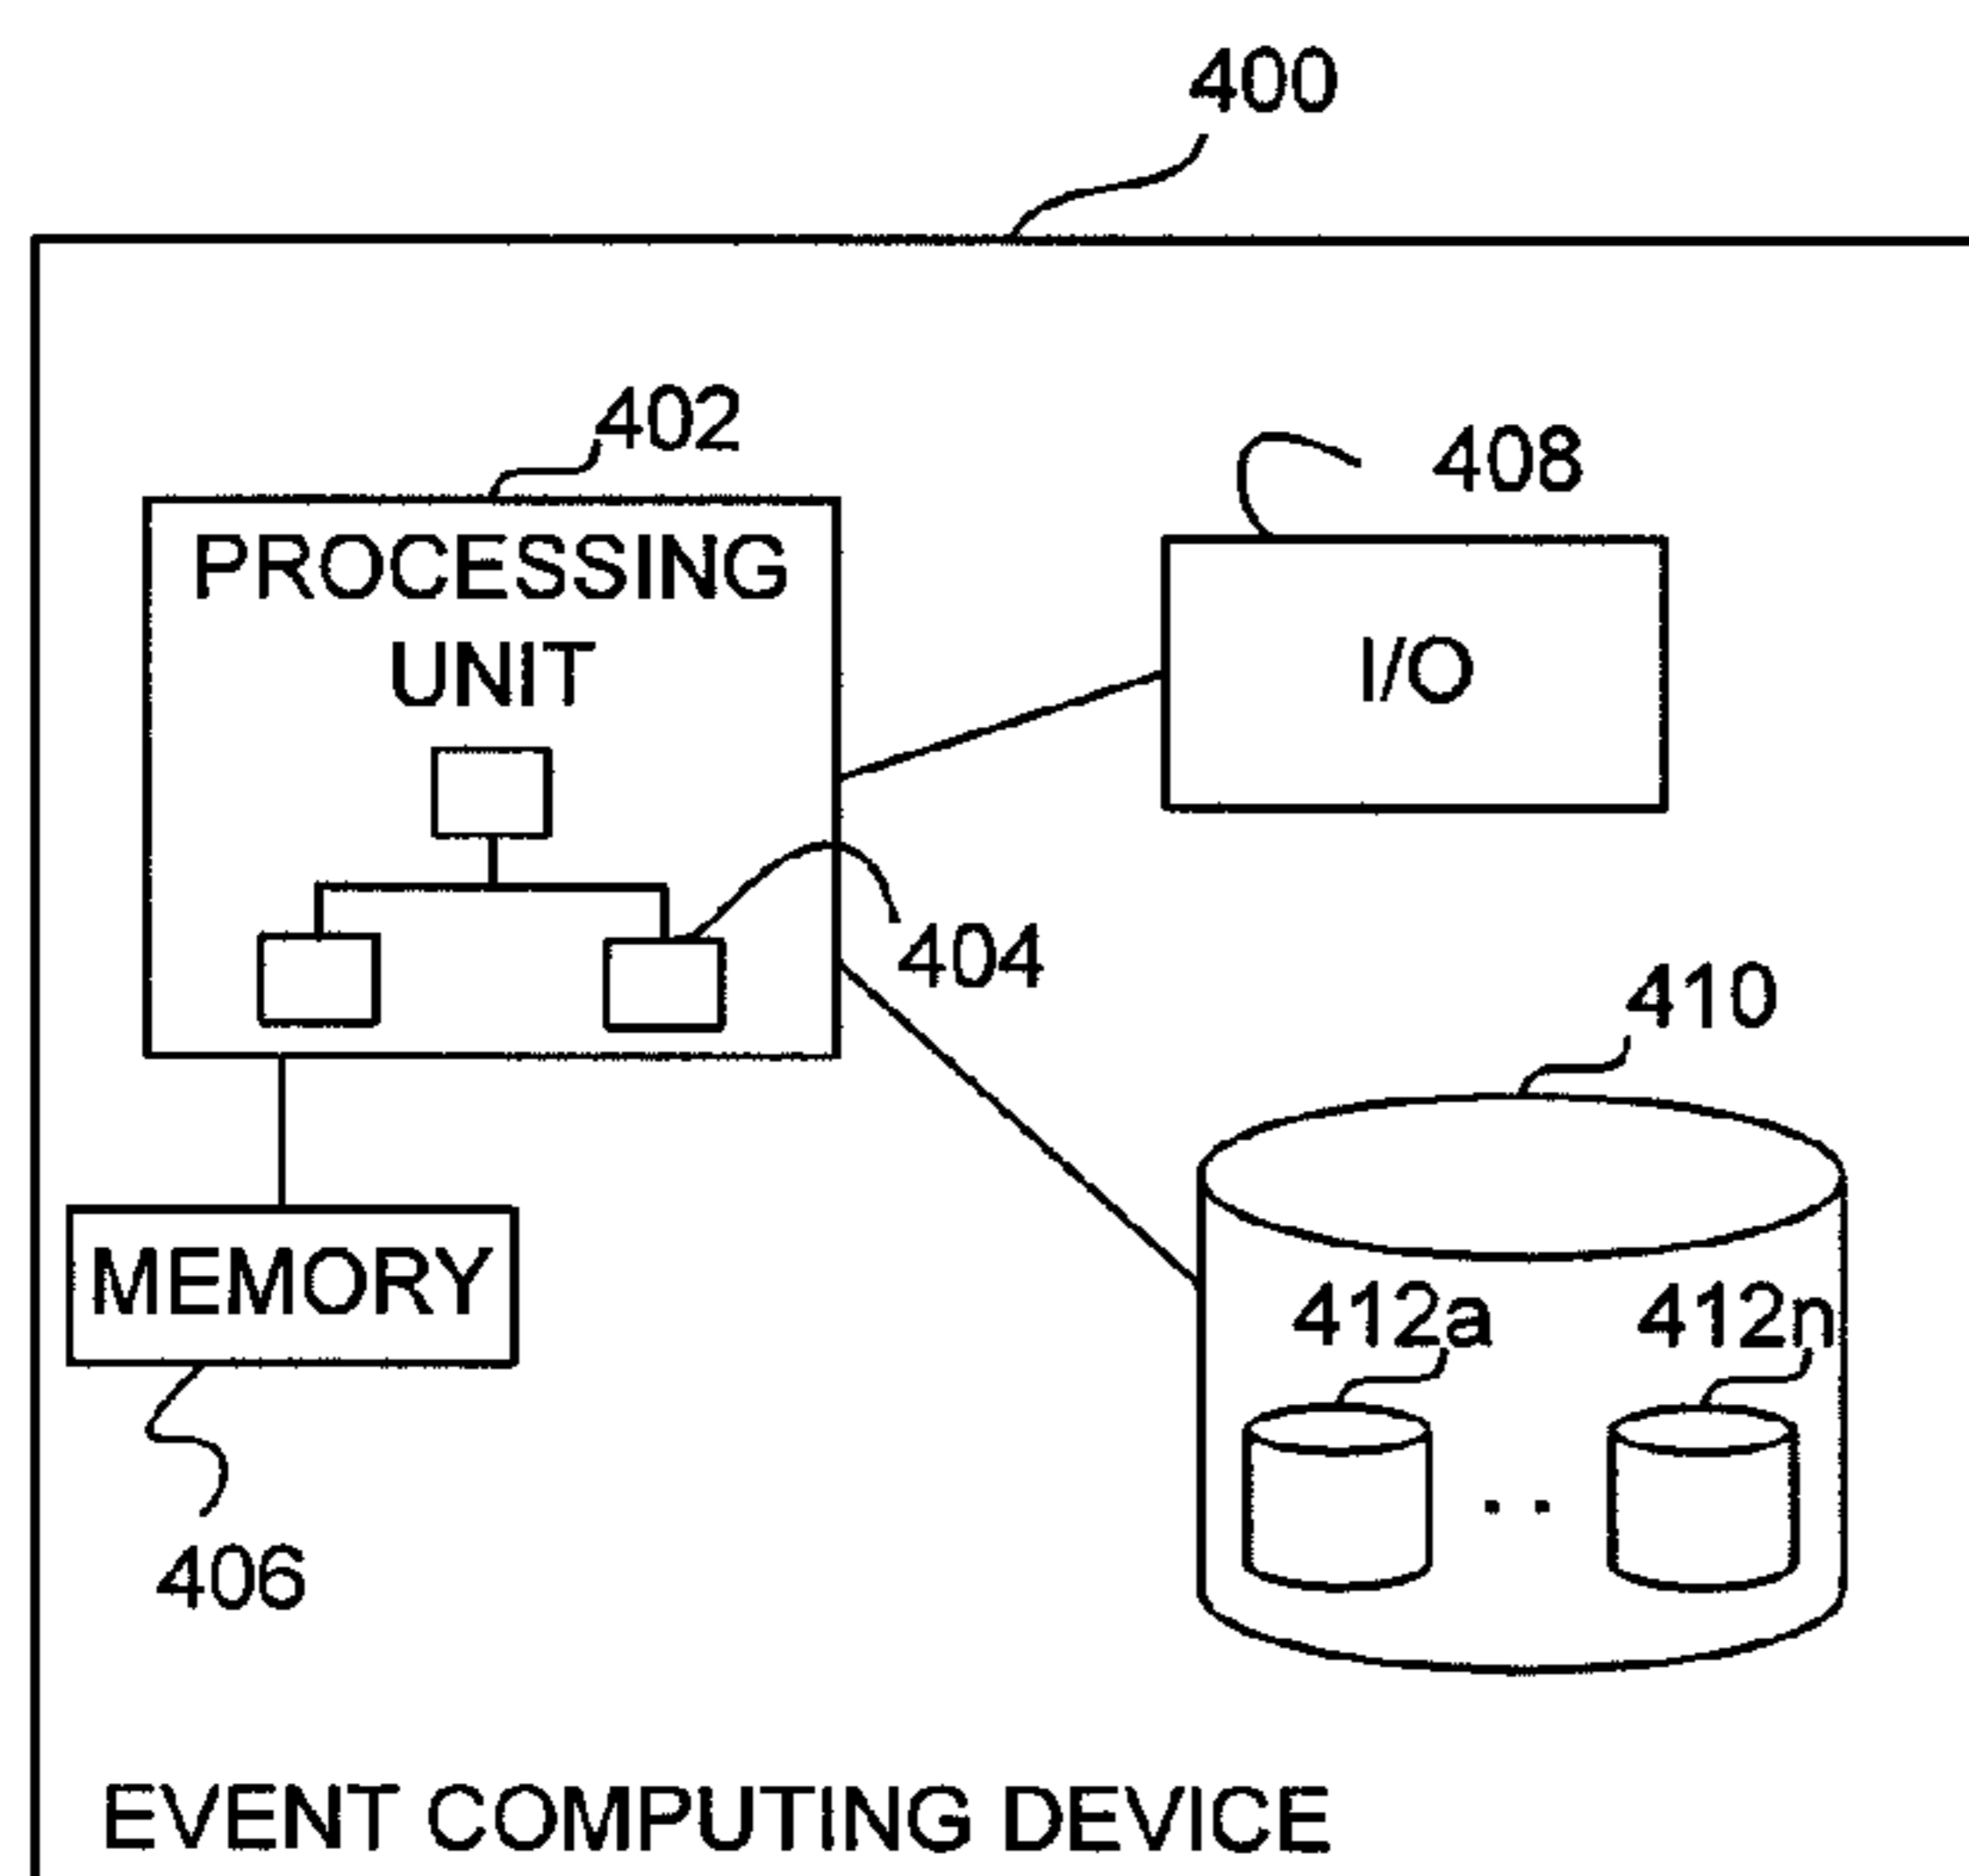 400
402
408
PROCESSING
UNIT
I/O
404
410
MEMORY
412a
412n
. .
406
EVENT COMPUTING DEVICE